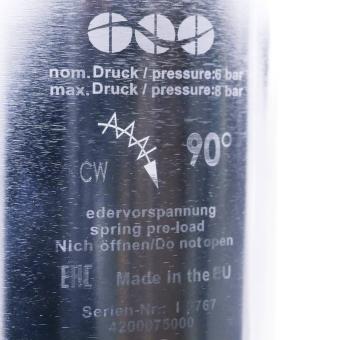 nom. Druck / pressure:6 bar
max. Druck / pressure:8 bar
90°
CW
edervorspannung
spring pre-load
Nich öffnen/Do not open
EAC Made in the EU
Serien-Nr.: I 3767
4200075000